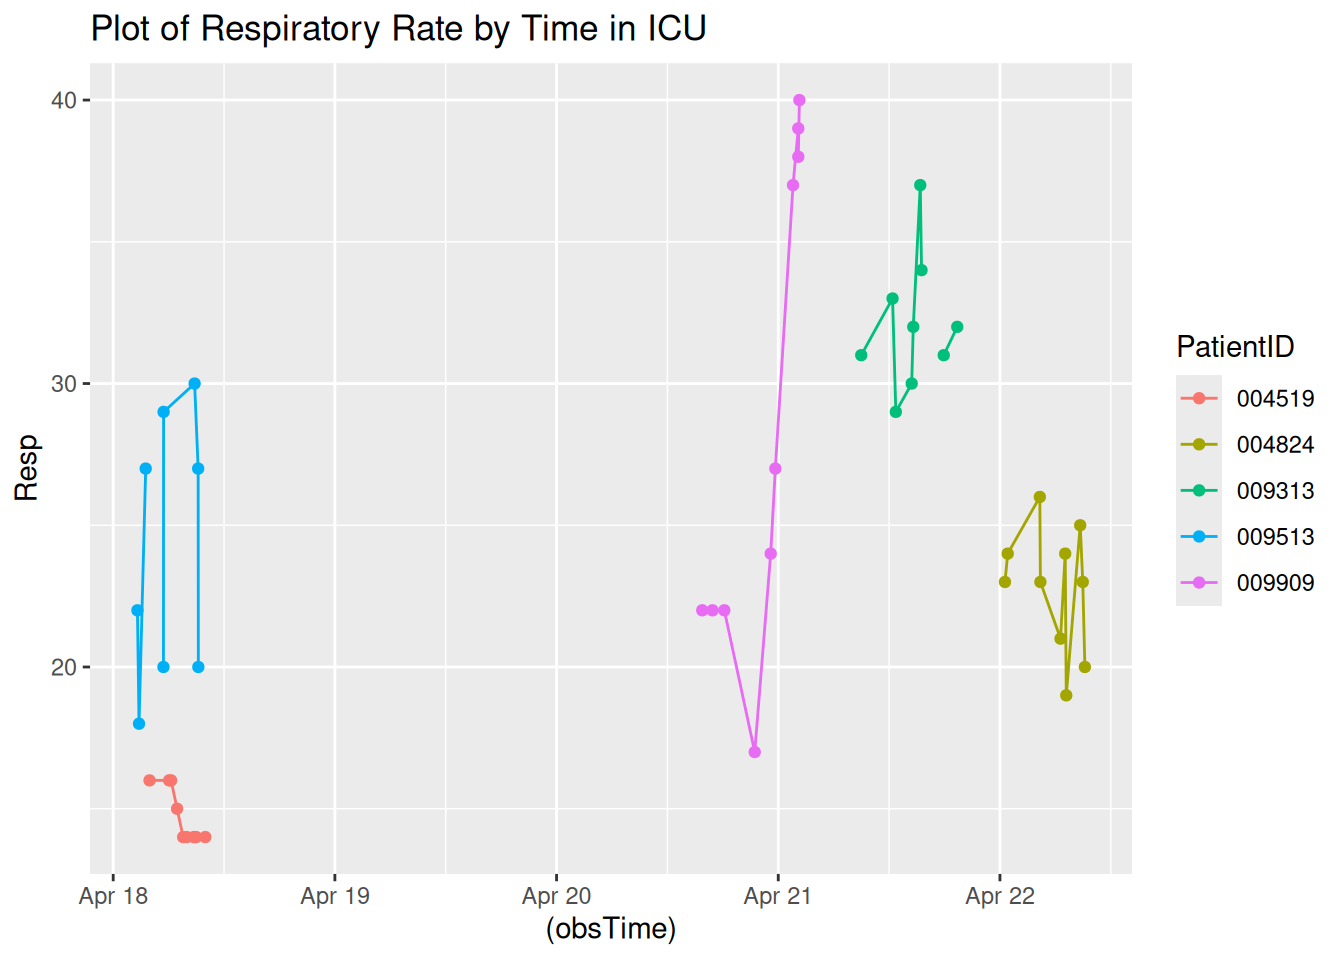 Plot of Respiratory Rate by Time in ICU
40
30
20
Resp
Apr 18
Apr 19
Apr 20
Apr 21
Apr 22
(obsTime)
PatientID
004519
004824
009313
009513
009909